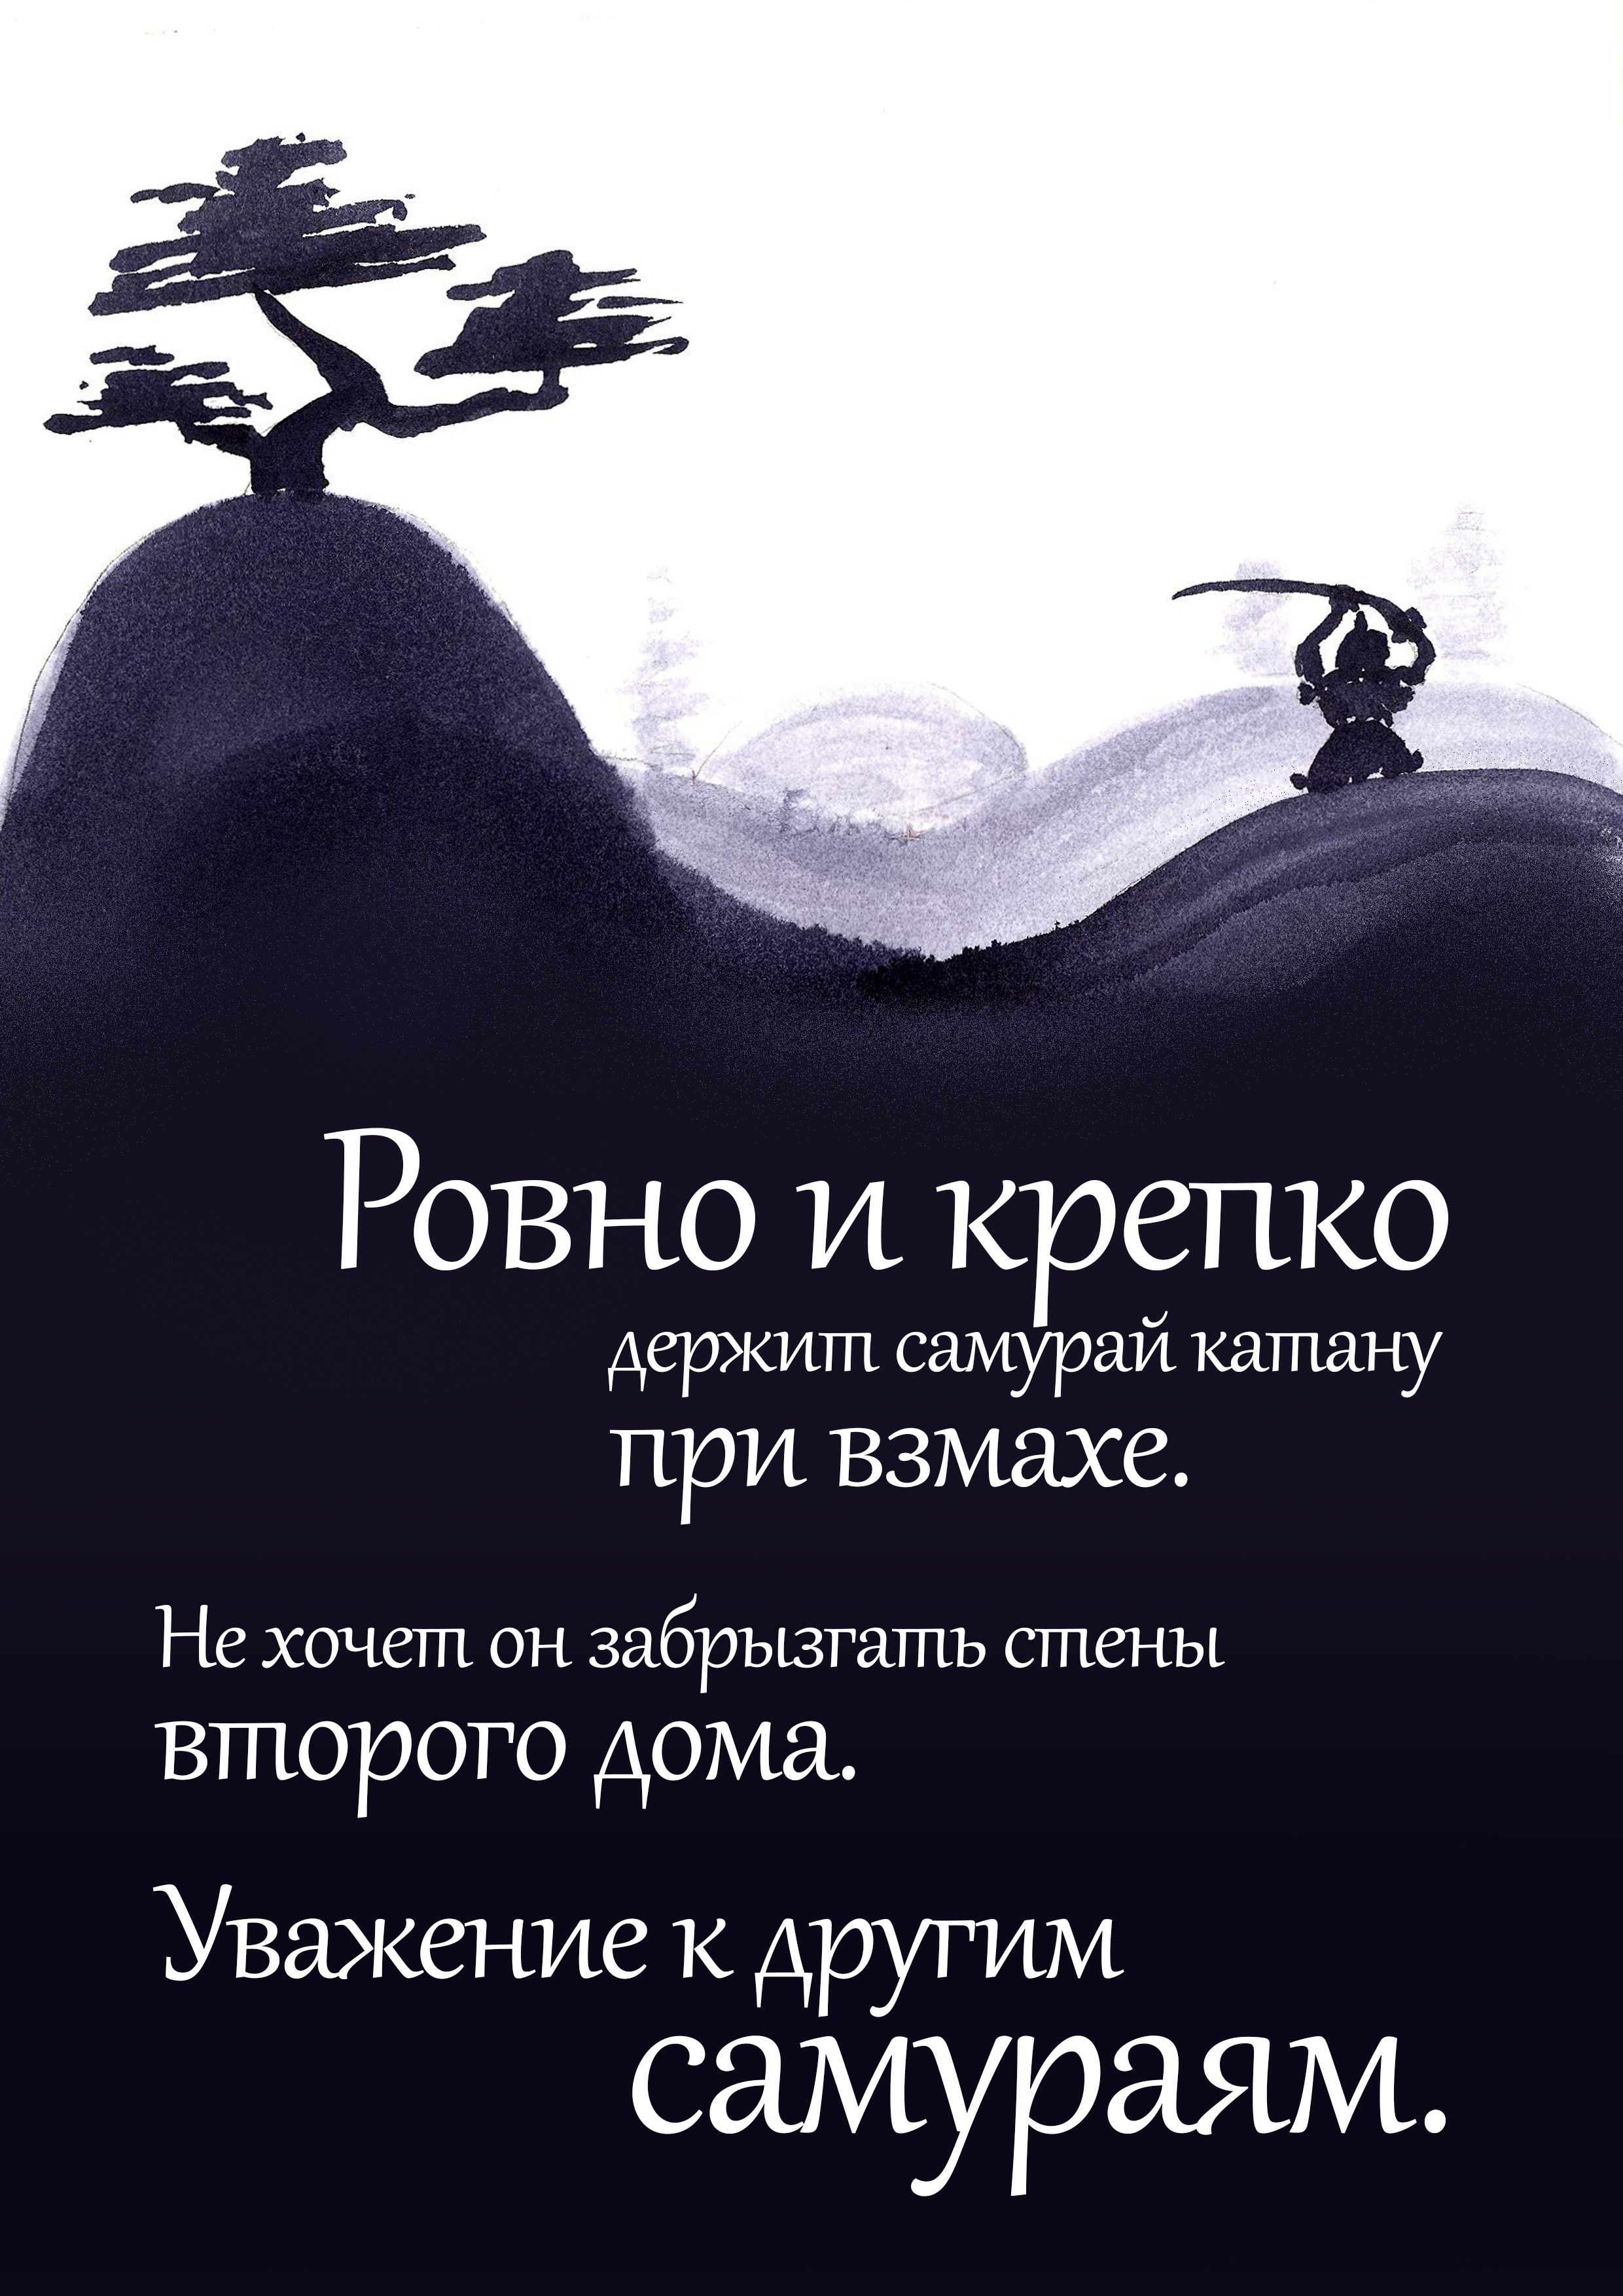 Ровно и крепко
держит самурай катану
при взмахе.
Не хочет он забрызгать стены
второго дома.
Уважение к другим
самураям.